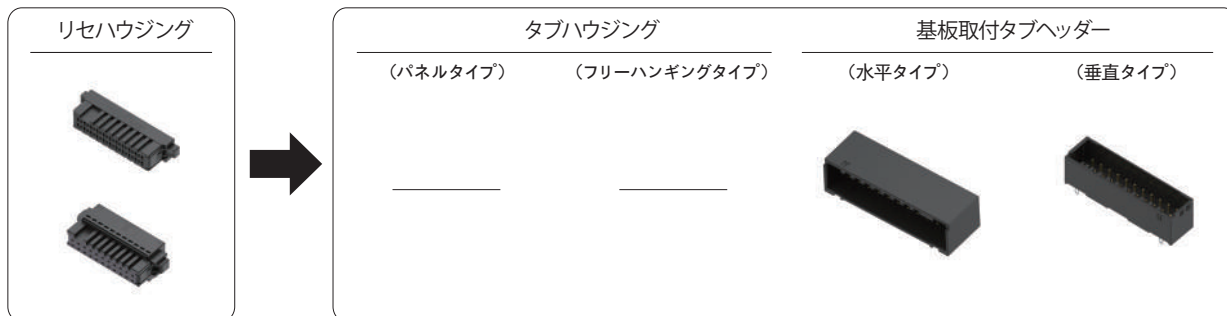 リセハウジング
タブハウジング
基板取付タブヘッダー
（パネルタイプ）
（フリーハンギングタイプ）
（水平タイプ）
（垂直タイプ）